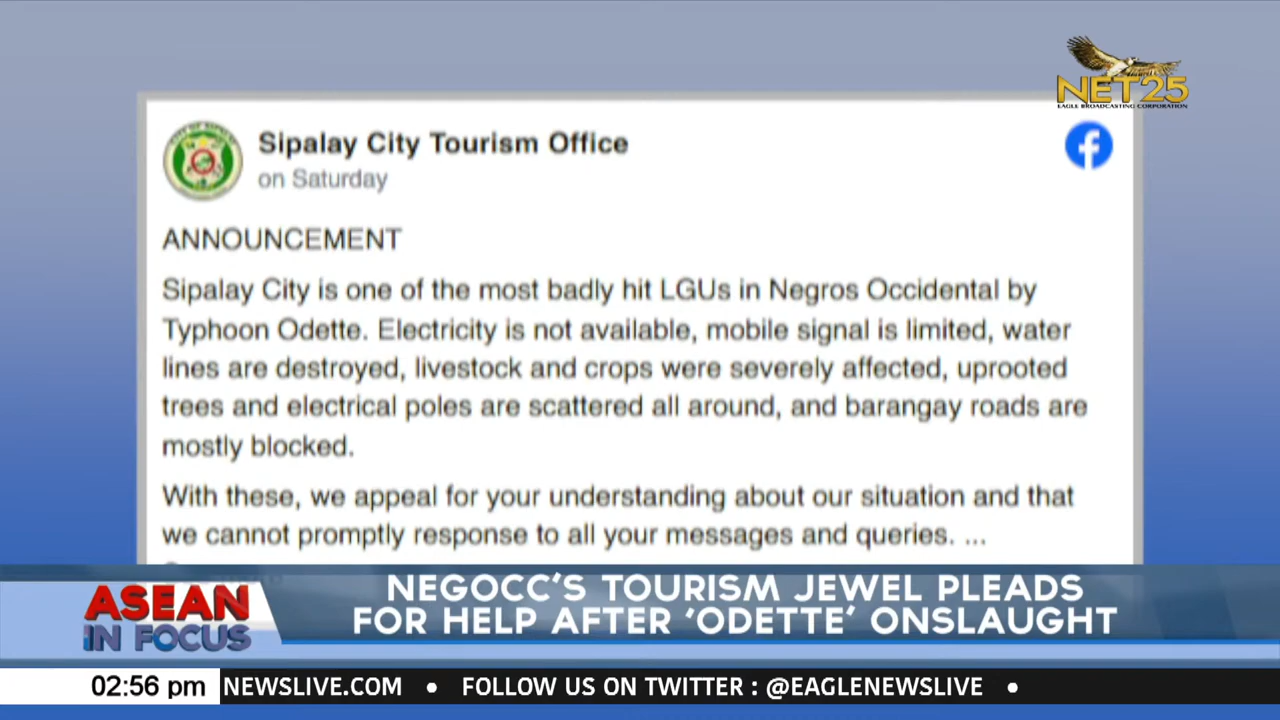 NET25
EAGLE BROADCASTING CORPORATION
Sipalay City Tourism Office
on Saturday
ANNOUNCEMENT
Sipalay City is one of the most badly hit LGUs in Negros Occidental by
Typhoon Odette. Electricity is not available, mobile signal is limited, water
lines are destroyed, livestock and crops were severely affected, uprooted
trees and electrical poles are scattered all around, and barangay roads are
mostly blocked.
With these, we appeal for your understanding about our situation and that
we cannot promptly response to all your messages and queries. ...
ASEAN
IN FOCUS
NEGOCC'S TOURISM JEWEL PLEADS
FOR HELP AFTER 'ODETTE' ONSLAUGHT
02:56 pm NEWSLIVE.COM • FOLLOW US ON TWITTER : @EAGLENEWSLIVE •